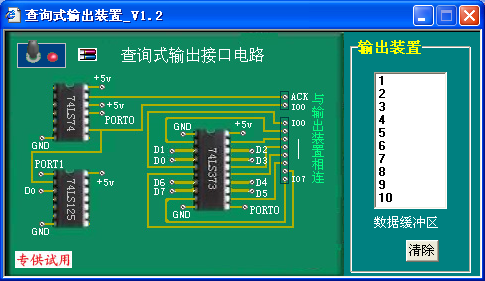 查询式输出装置_V1.2
查询式输出接口电路
+5v
74LS74
+5v
PORT0
GND
ACK
IO0
与输出装置相连
IO0
IO7
PORT1
D0
74LS125
+5v
GND
GND
+5v
74LS373
D1
D0
D2
D3
D6
D7
D4
D5
GND
PORT0
专供试用
输出装置
1
2
3
4
5
6
7
8
9
10
数据缓冲区
清除